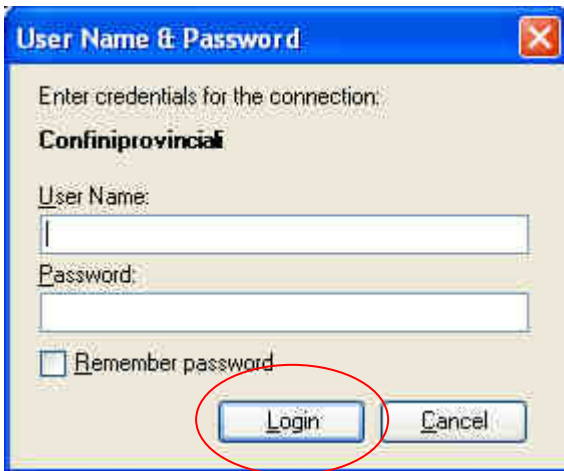 User Name & Password
Enter credentials for the connection:
Confiniprovinciali
User Name:
Password:
Remember password
Login Cancel